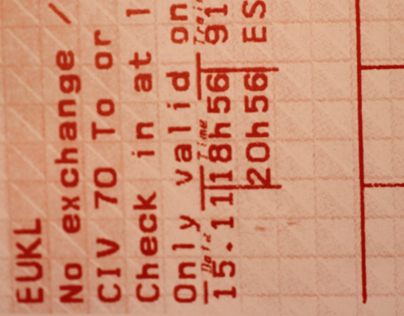 EUKL
No exchange /
CIV 70 To or
Check in at
Only valid on
Date Time Train
15.11 18h56 91
20h56 ES